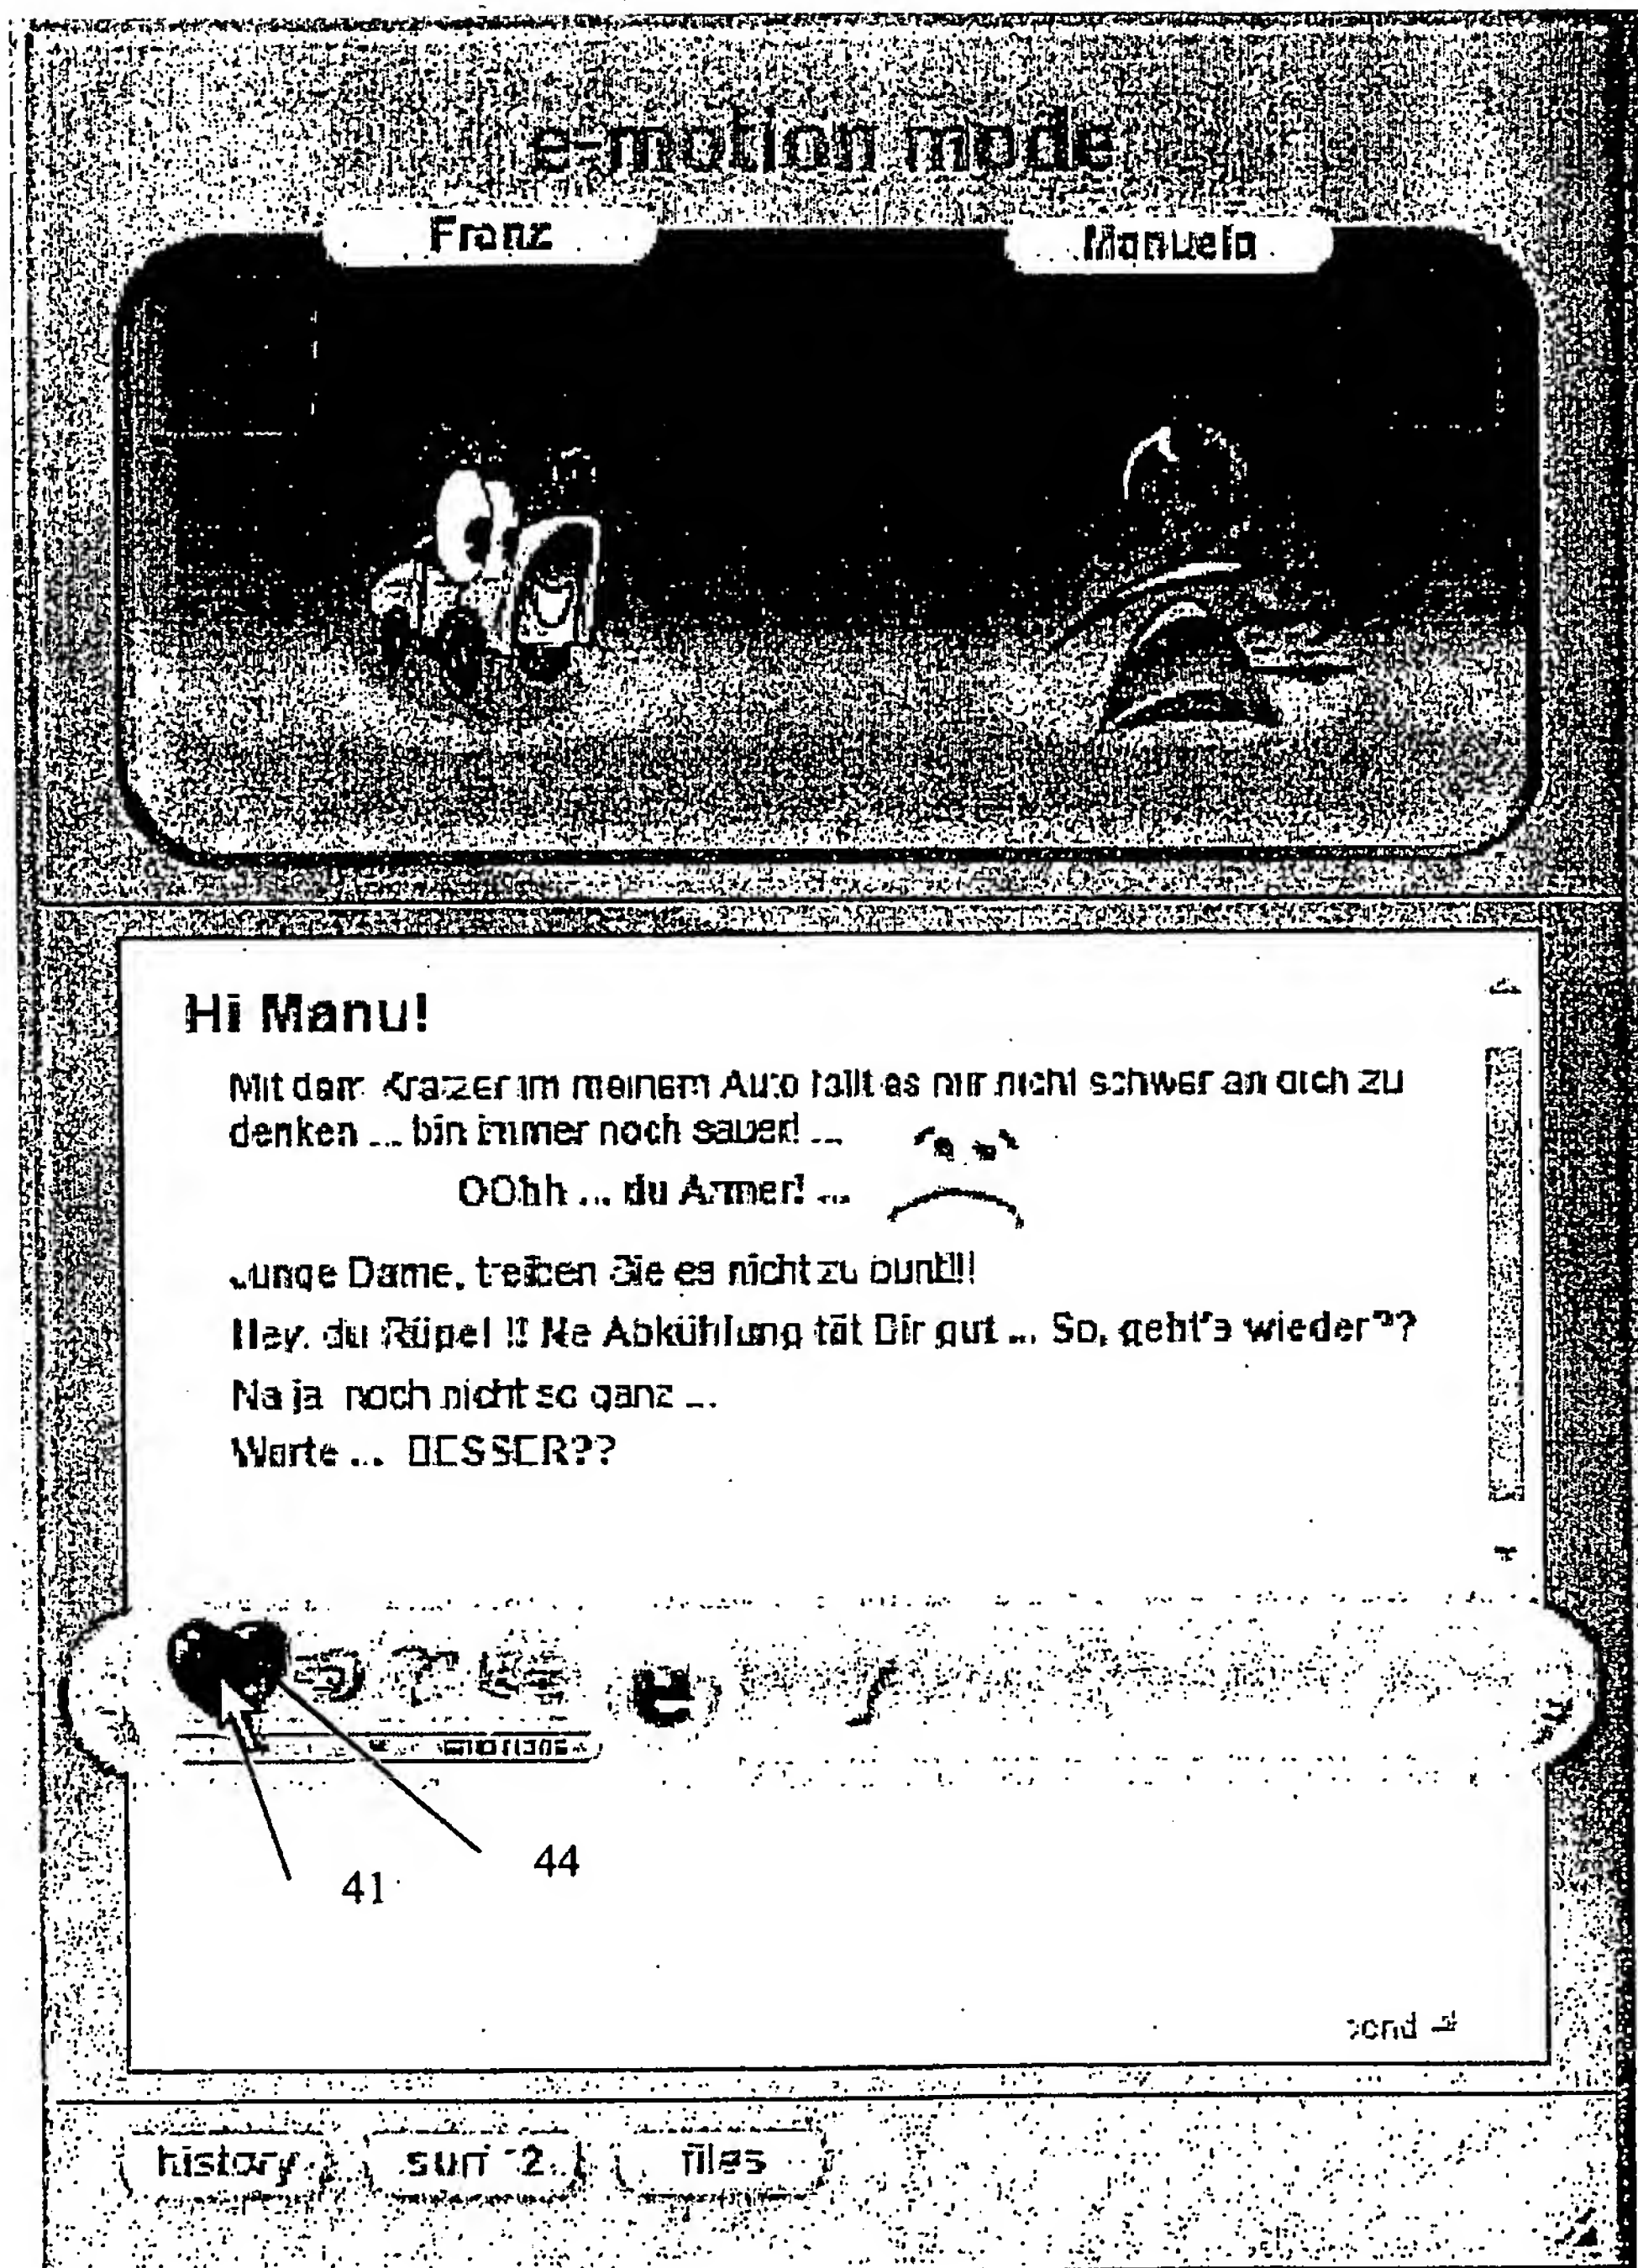 e-motion mode
Franz
Manuela
Hi Manu!
Mit dem Kratzer im meinem Auto fällt es mir nicht schwer an dich zu
denken ... bin immer noch sauer! ...
OOhh ... du Armer! ...
Junge Dame, treiben Sie es nicht zu bunt!!!
Hey, du Rüpel !! Ne Abkühlung tät Dir gut ... So, geht's wieder??
Na ja noch nicht so ganz ...
Warte ... BESSER??
e
emotions
41
44
send
history
surf 2
files